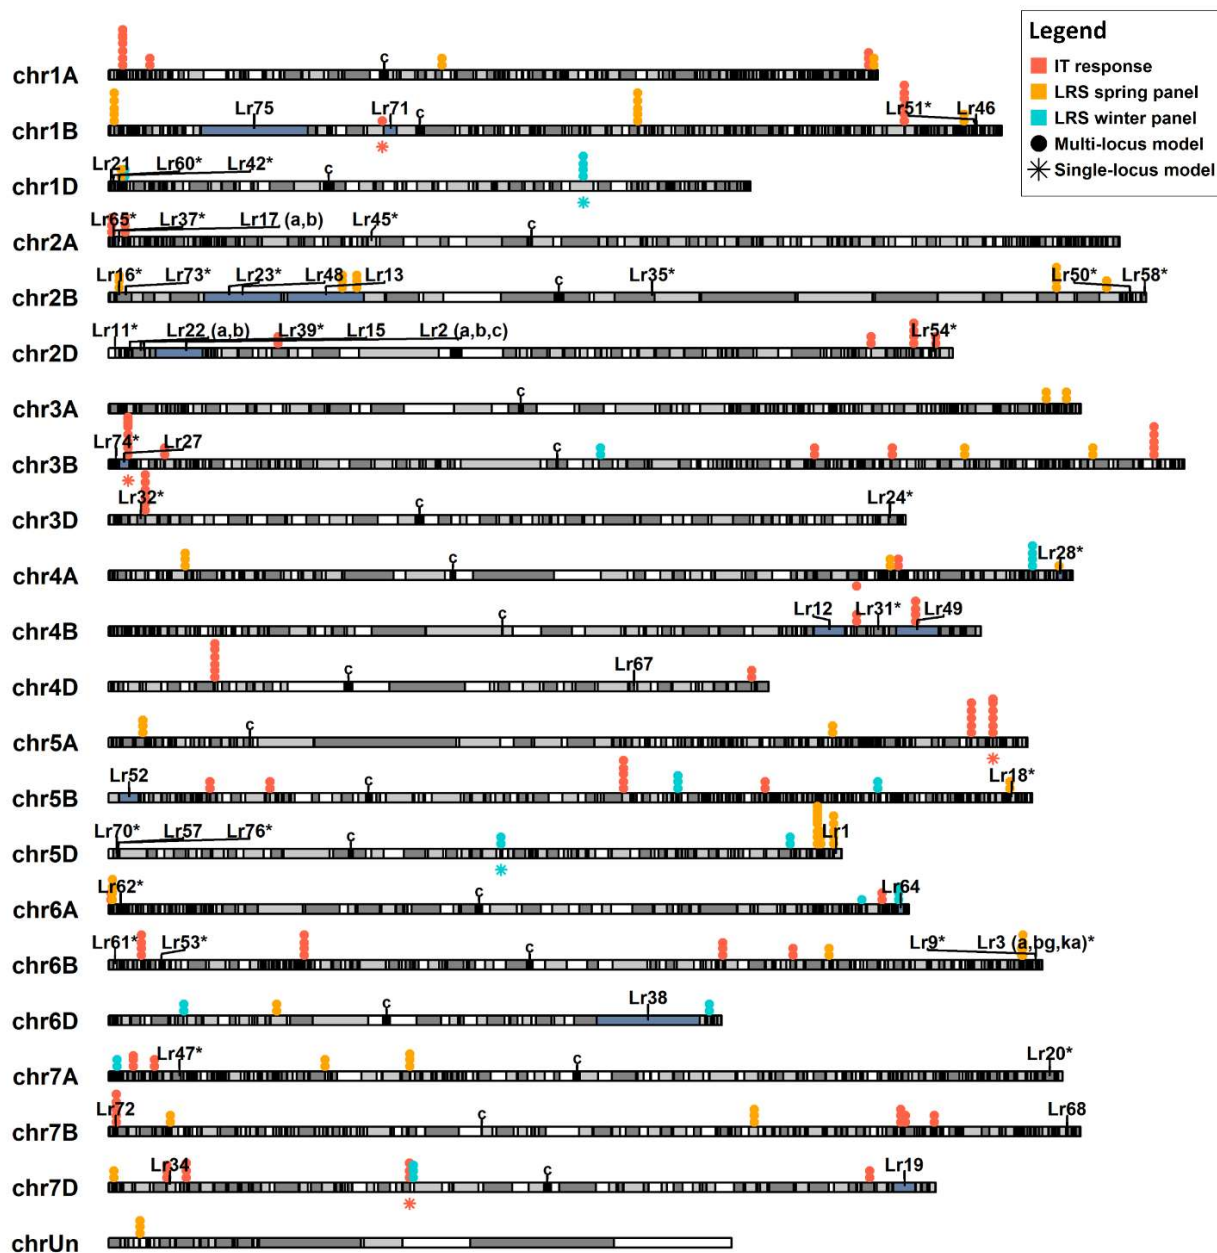 Legend
IT response
LRS spring panel
LRS winter panel
Multi-locus model
Single-locus model
chr1A c
Lr75 Lr71 c Lr51* Lr46
chr1B
Lr21 Lr60* Lr42* c
chr1D
Lr65* Lr37* Lr17 (a,b) Lr45* c
chr2A
Lr16* Lr73* Lr23* Lr48 Lr13 c Lr35* Lr50* Lr58*
chr2B
Lr11* Lr22 (a,b) Lr39* Lr15 Lr2 (a,b,c) Lr54*
chr2D
chr3A c
Lr74* Lr27 c
chr3B
Lr32* c Lr24*
chr3D
c Lr28*
chr4A
c Lr12 Lr31* Lr49
chr4B
c Lr67
chr4D
chr5A c
Lr52 c Lr18*
chr5B
Lr70* Lr57 Lr76* c Lr1
chr5D
Lr62* c Lr64
chr6A
Lr61* Lr53* c Lr9* Lr3 (a,bg,ka)*
chr6B
c Lr38
chr6D
Lr47* c Lr20*
chr7A
Lr72 c Lr68
chr7B
Lr34 c Lr19
chr7D
chrUn